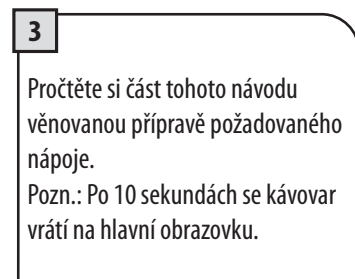 3
Pročtěte si část tohoto návodu
věnovanou přípravě požadovaného
nápoje.
Pozn.: Po 10 sekundách se kávovar
vrátí na hlavní obrazovku.